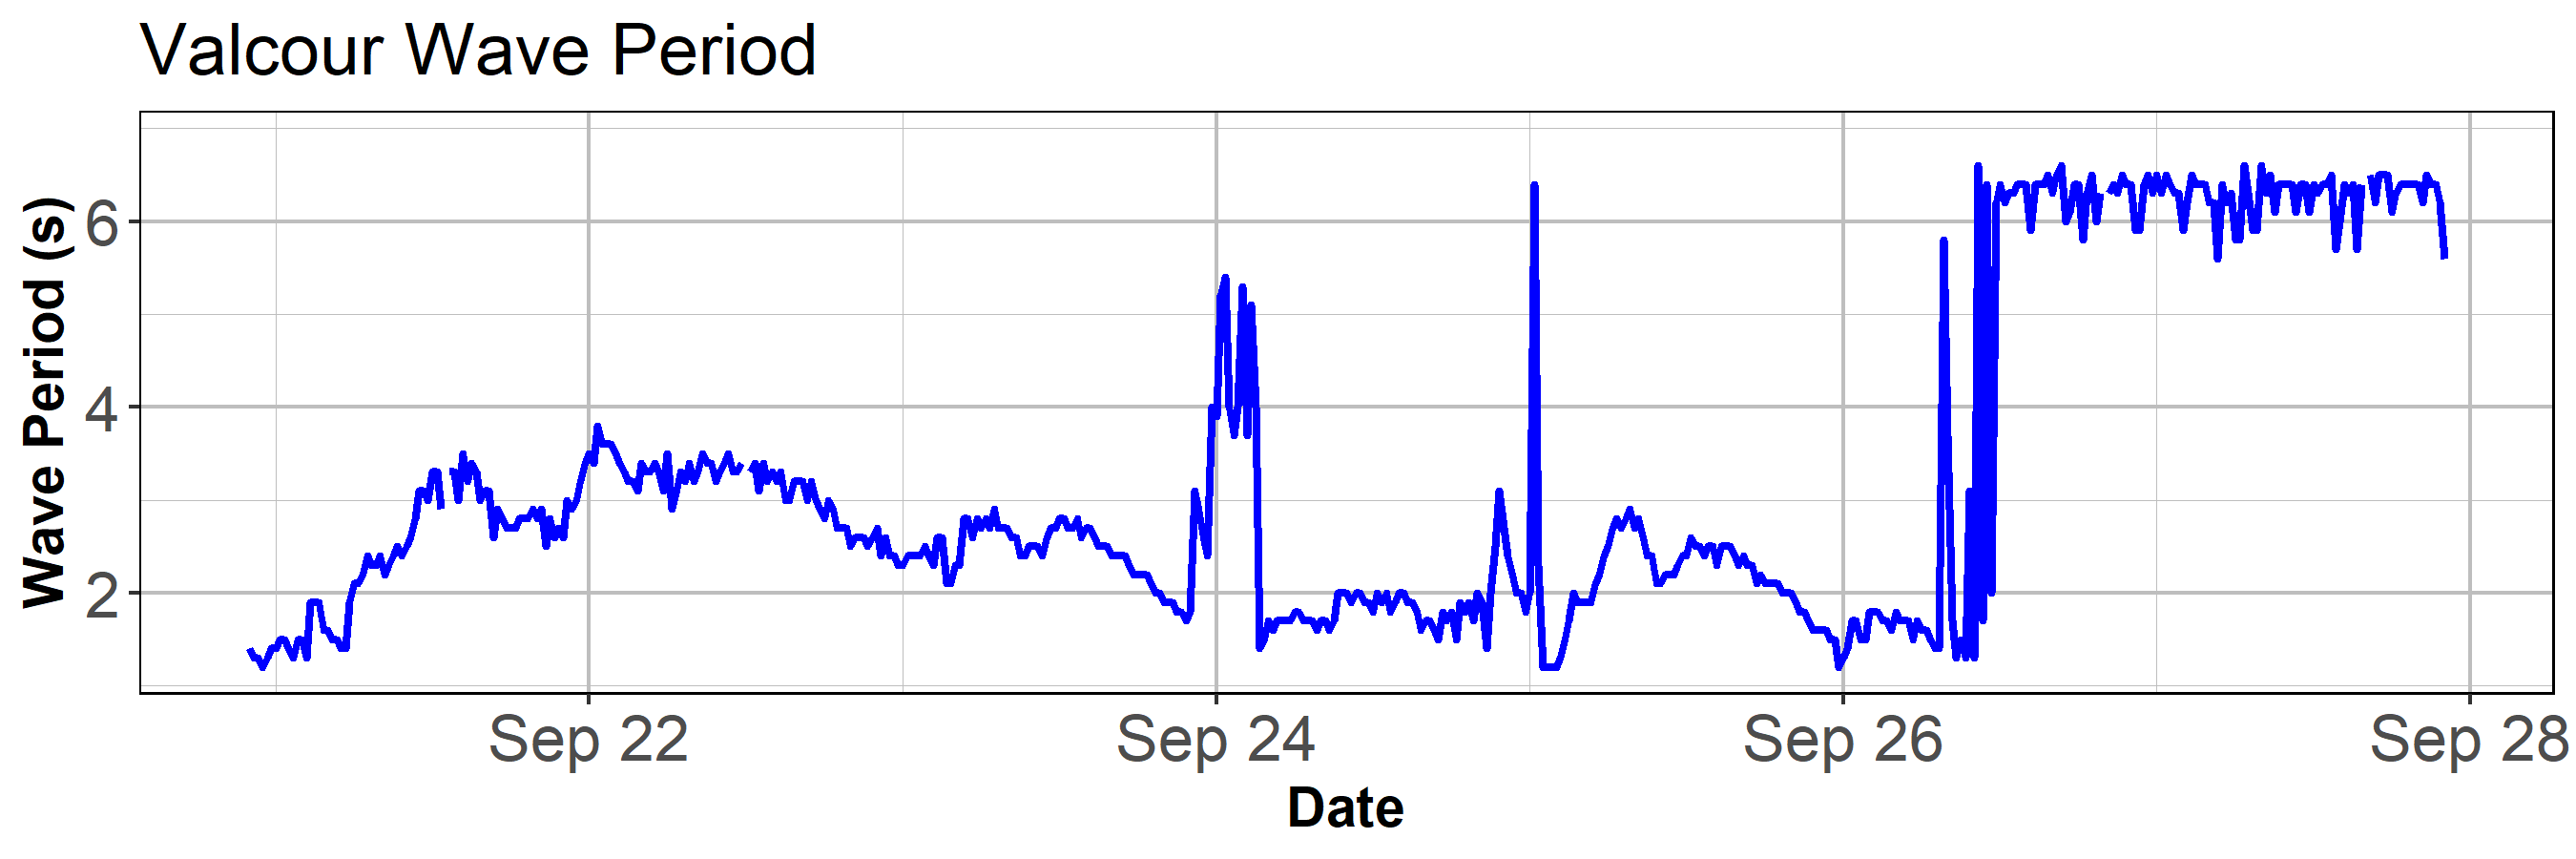 Valcour Wave Period
Wave Period (s)
6
4
2
Sep 22 Sep 24 Sep 26 Sep 28
Date